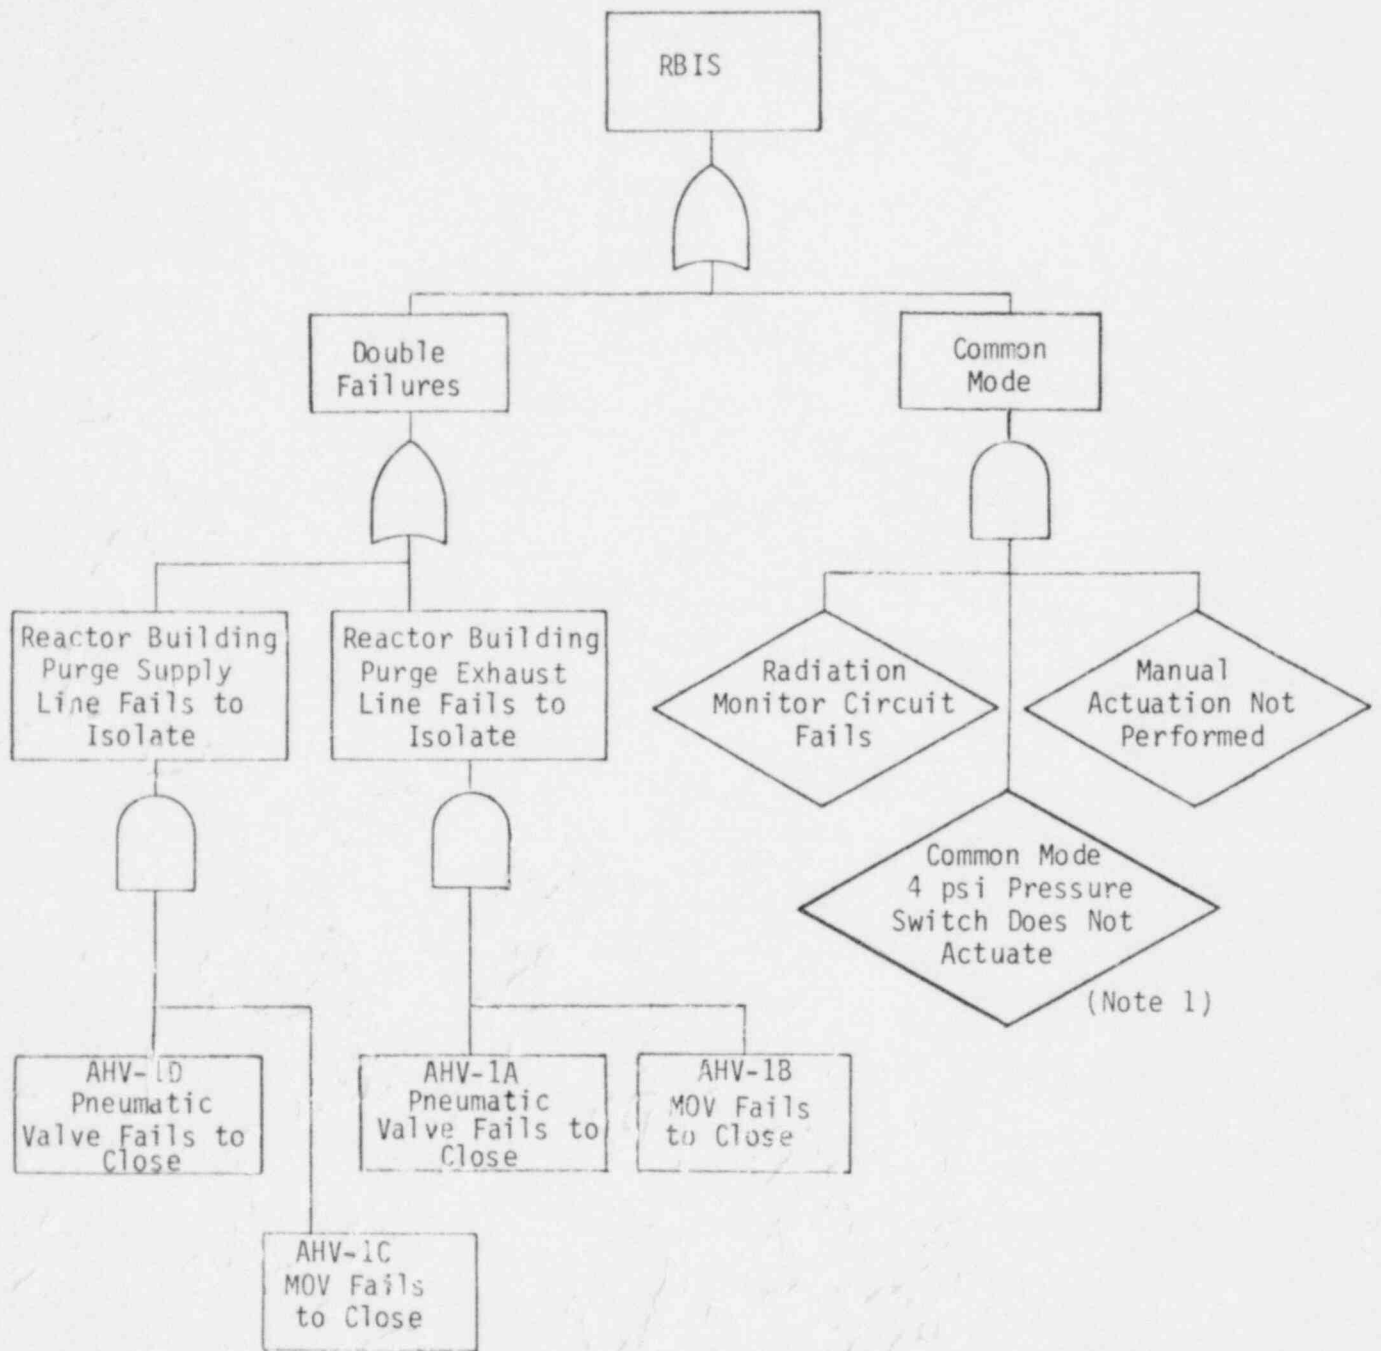 RBIS
Double
Failures
Common
Mode
Reactor Building
Purge Supply
Line Fails to
Isolate
Reactor Building
Purge Exhaust
Line Fails to
Isolate
Radiation
Monitor Circuit
Fails
Manual
Actuation Not
Performed
Common Mode
4 psi Pressure
Switch Does Not
Actuate
(Note 1)
AHV-1D
Pneumatic
Valve Fails to
Close
AHV-1A
Pneumatic
Valve Fails to
Close
AHV-1B
MOV Fails
to Close
AHV-1C
MOV Fails
to Close